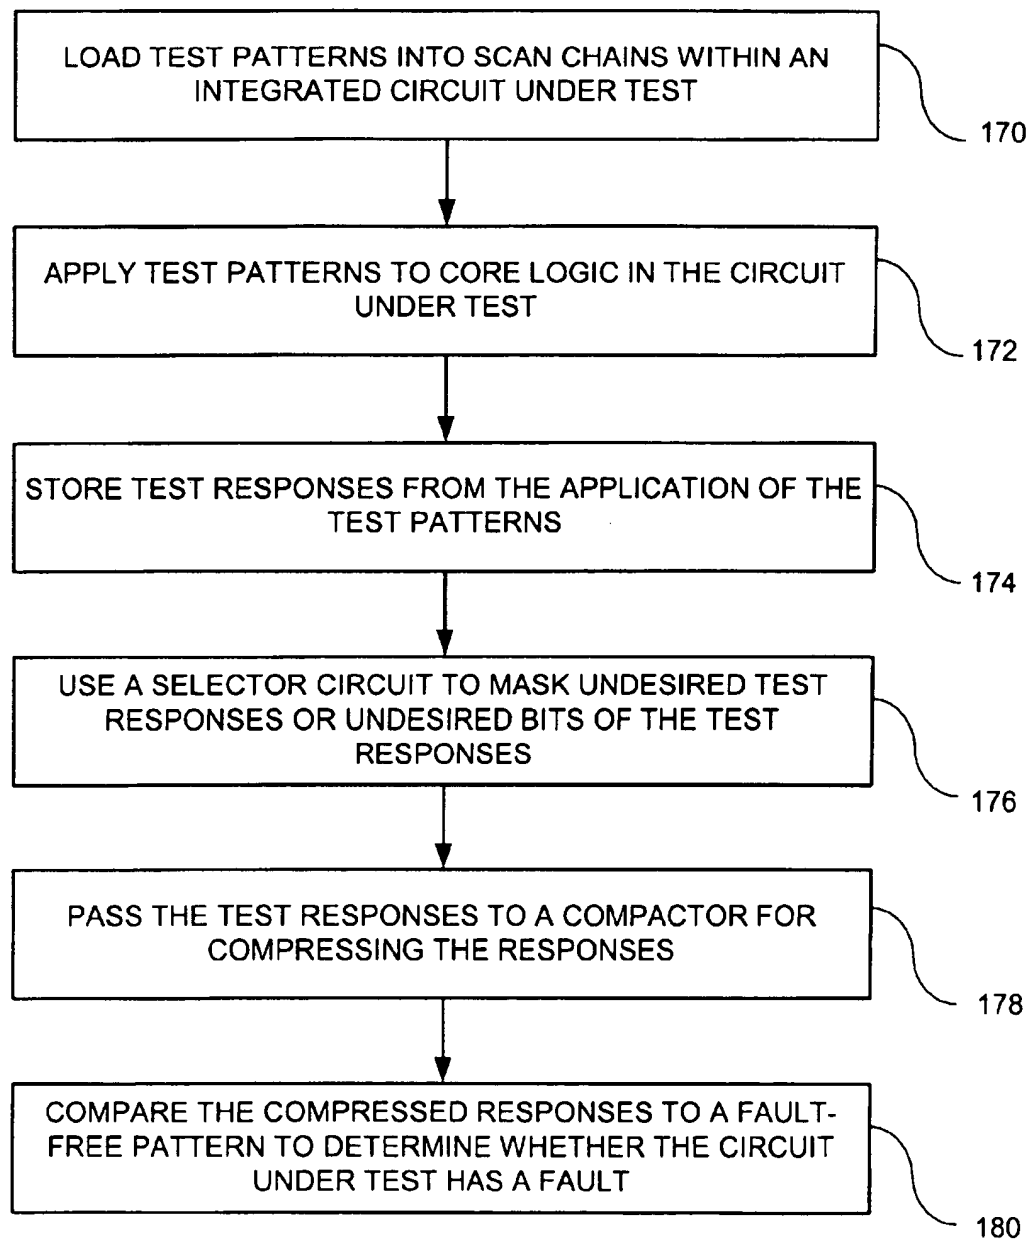 LOAD TEST PATTERNS INTO SCAN CHAINS WITHIN AN
INTEGRATED CIRCUIT UNDER TEST
170
APPLY TEST PATTERNS TO CORE LOGIC IN THE CIRCUIT
UNDER TEST
172
STORE TEST RESPONSES FROM THE APPLICATION OF THE
TEST PATTERNS
174
USE A SELECTOR CIRCUIT TO MASK UNDESIRED TEST
RESPONSES OR UNDESIRED BITS OF THE TEST
RESPONSES
176
PASS THE TEST RESPONSES TO A COMPACTOR FOR
COMPRESSING THE RESPONSES
178
COMPARE THE COMPRESSED RESPONSES TO A FAULT-
FREE PATTERN TO DETERMINE WHETHER THE CIRCUIT
UNDER TEST HAS A FAULT
180